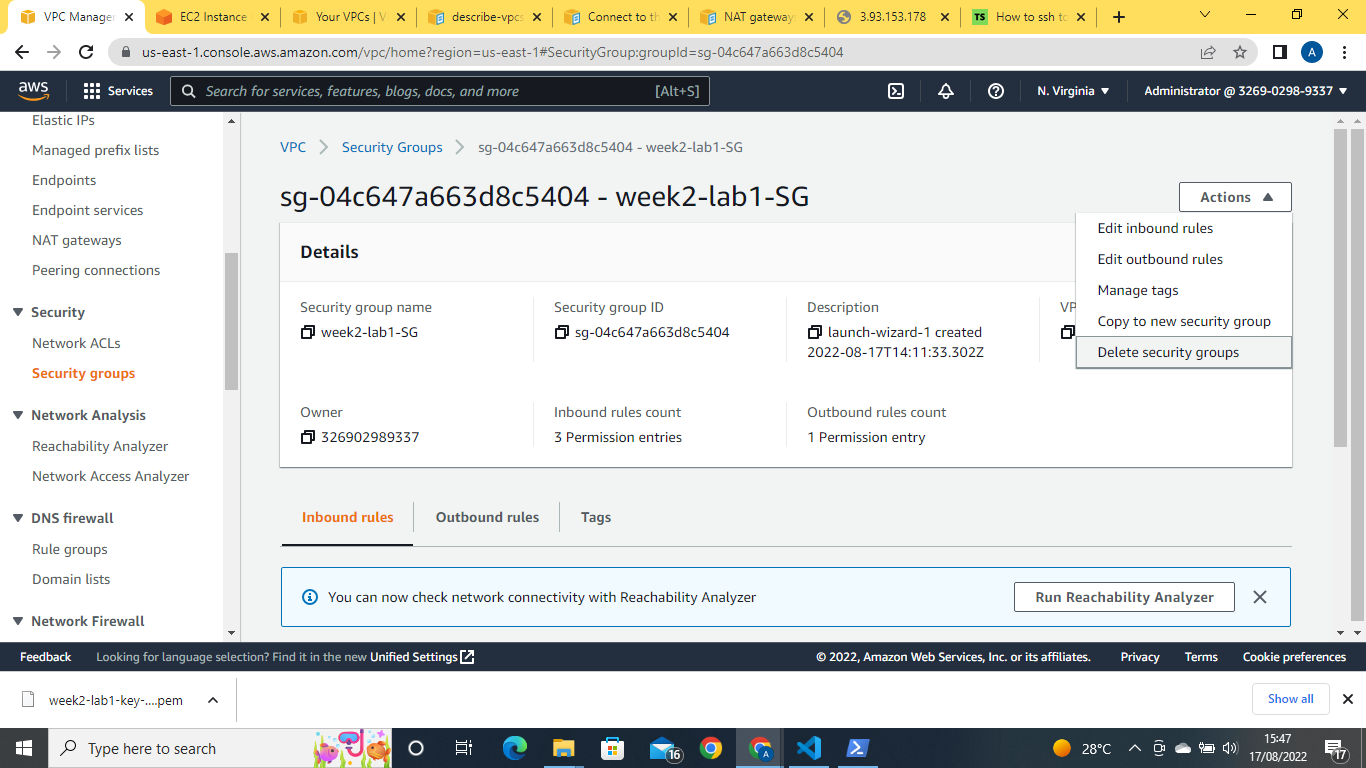 VPC Manager
EC2 Instance
Your VPCs | V
describe-vpcs
Connect to th
NAT gateways
3.93.153.178
TS
How to ssh to
us-east-1.console.aws.amazon.com/vpc/home?region=us-east-1#SecurityGroup:groupId=sg-04c647a663d8c5404
A
aws
Services
Search for services, features, blogs, docs, and more
[Alt+S]
N. Virginia
Administrator @ 3269-0298-9337
Elastic IPs
Managed prefix lists
Endpoints
Endpoint services
NAT gateways
Peering connections
Security
Network ACLs
Security groups
Network Analysis
Reachability Analyzer
Network Access Analyzer
DNS firewall
Rule groups
Domain lists
Network Firewall
VPC
Security Groups
sg-04c647a663d8c5404 - week2-lab1-SG
sg-04c647a663d8c5404 - week2-lab1-SG
Actions
Edit inbound rules
Edit outbound rules
Manage tags
Copy to new security group
Delete security groups
Details
Security group name
week2-lab1-SG
Security group ID
sg-04c647a663d8c5404
Description
launch-wizard-1 created
2022-08-17T14:11:33.302Z
VP
Owner
326902989337
Inbound rules count
3 Permission entries
Outbound rules count
1 Permission entry
Inbound rules
Outbound rules
Tags
You can now check network connectivity with Reachability Analyzer
Run Reachability Analyzer
Feedback
Looking for language selection? Find it in the new Unified Settings
© 2022, Amazon Web Services, Inc. or its affiliates.
Privacy
Terms
Cookie preferences
week2-lab1-key-....pem
Show all
Type here to search
16
A
28°C
15:47
17/08/2022
17